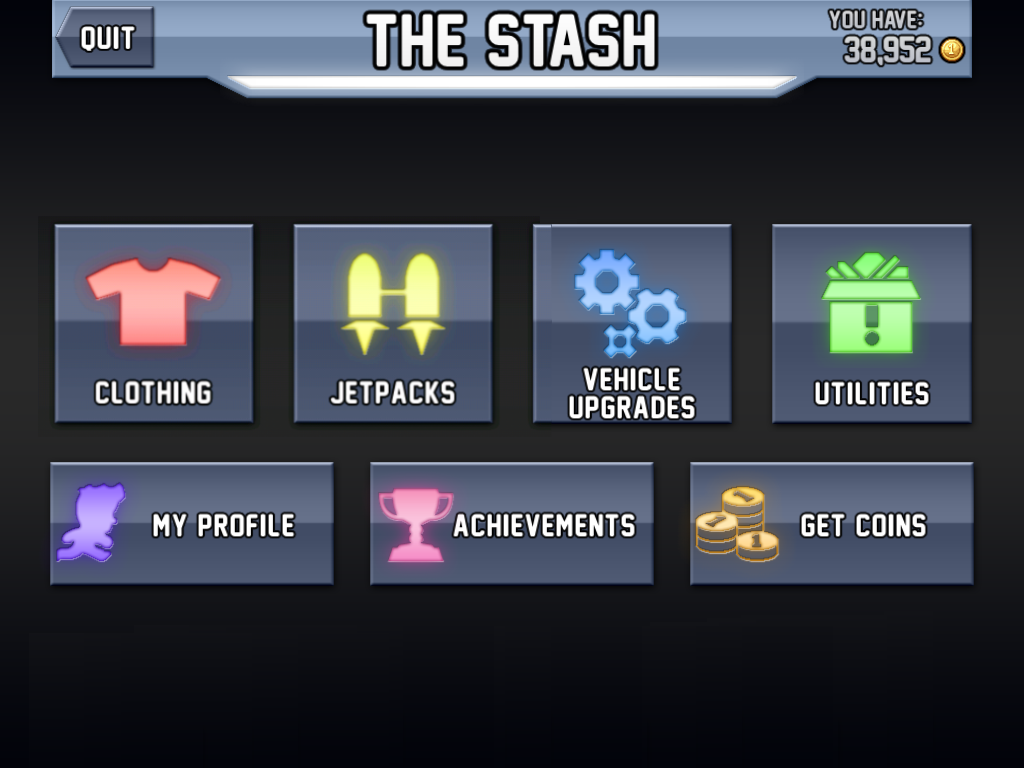 QUIT
THE STASH
YOU HAVE:
38,952
CLOTHING
JETPACKS
VEHICLE
UPGRADES
UTILITIES
MY PROFILE
ACHIEVEMENTS
GET COINS